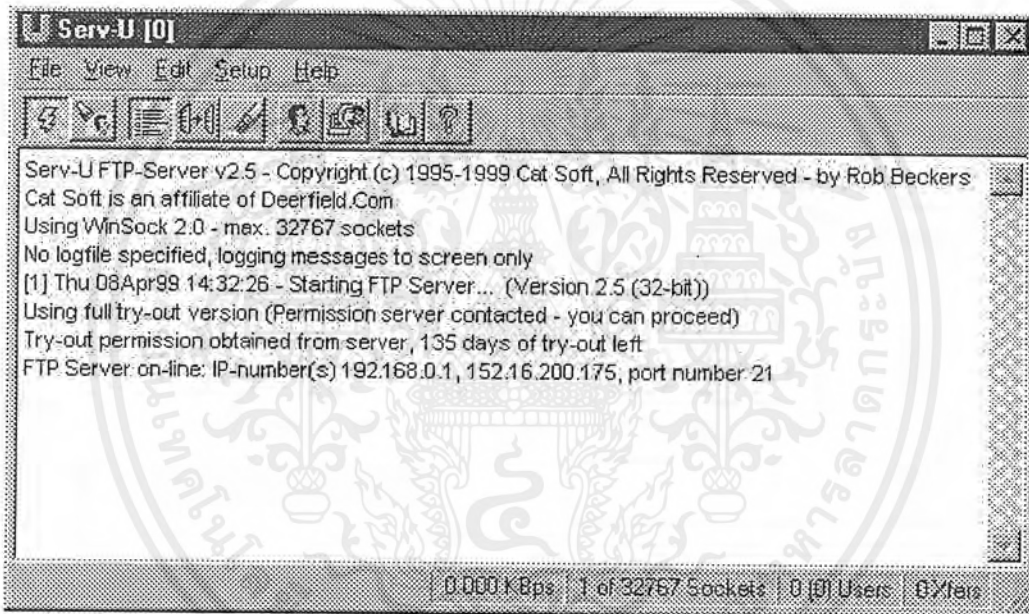 Serv-U [0]
File View Edit Setup Help
Serv-U FTP-Server v2.5 - Copyright (c) 1995-1999 Cat Soft, All Rights Reserved - by Rob Beckers
Cat Soft is an affiliate of Deerfield.Com
Using WinSock 2.0 - max. 32767 sockets
No logfile specified, logging messages to screen only
[1] Thu 08Apr99 14:32:26 - Starting FTP Server... (Version 2.5 (32-bit))
Using full try-out version (Permission server contacted - you can proceed)
Try-out permission obtained from server, 135 days of try-out left
FTP Server on-line: IP-number(s) 192.168.0.1, 152.16.200.175, port number 21
0.000 KBps 1 of 32767 Sockets 0 (0) Users 0 Xfers